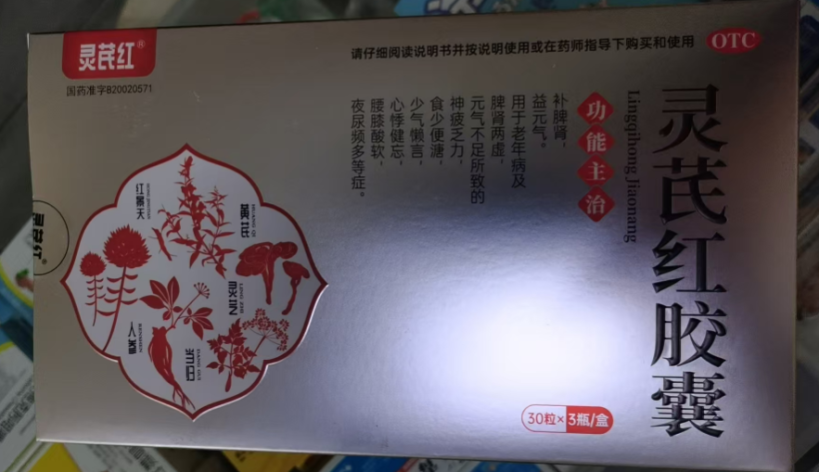 灵芪红®
国药准字B20020571
请仔细阅读说明书并按说明使用或在药师指导下购买和使用
OTC
灵芪红胶囊
Lingqihong Jiaonang
功能主治
补脾肾，
益元气。
用于老年病及
脾肾两虚，
元气不足所致的
神疲乏力，
食少便溏，
少气懒言，
心悸健忘，
腰膝酸软，
夜尿频多等症。
红景天
黄芪
HUANG QI
灵芝
LING ZHI
人参
30粒×3瓶/盒